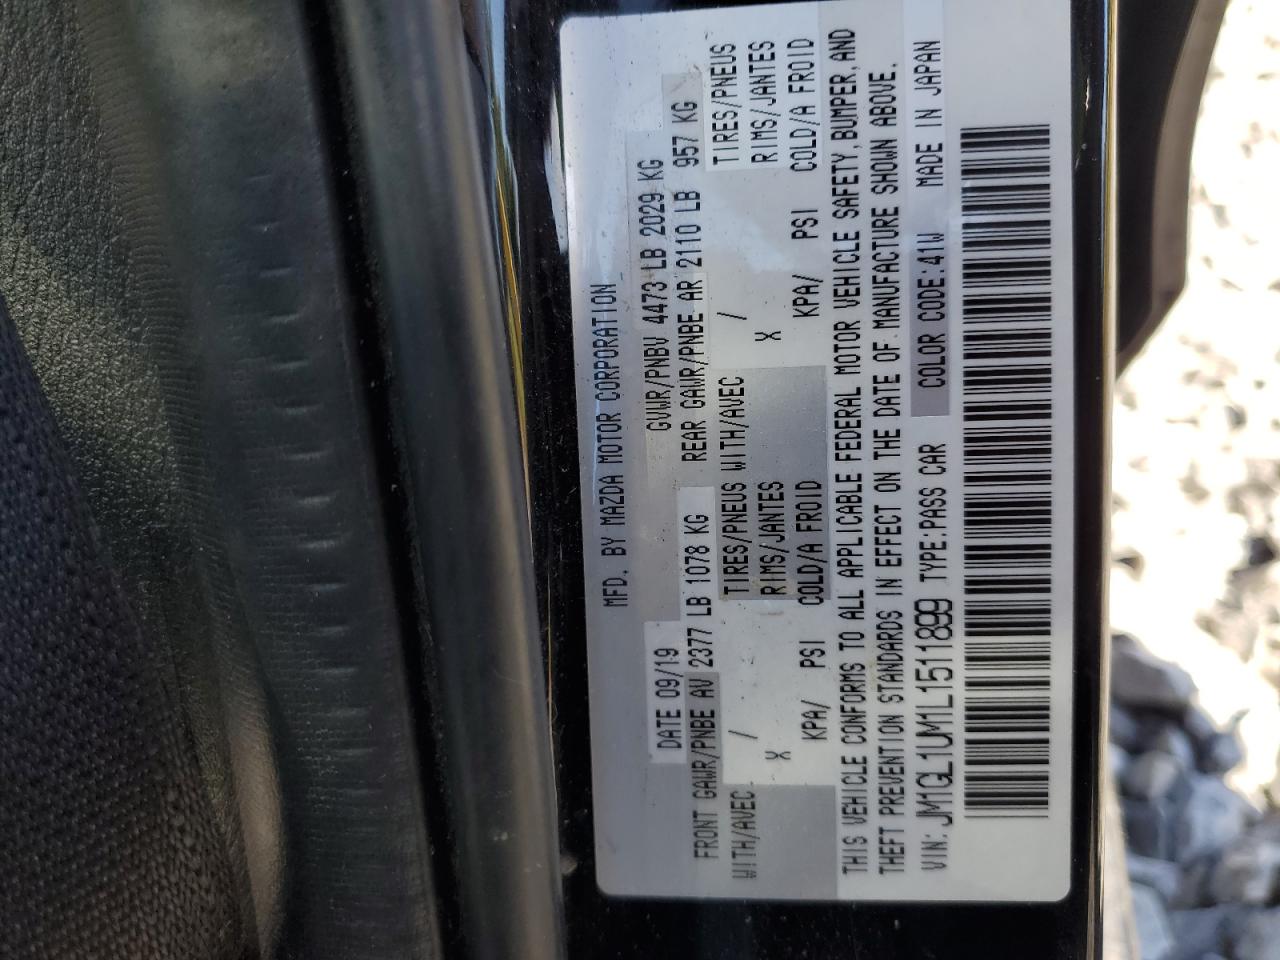 MFD. BY MAZDA MOTOR CORPORATION
DATE 09/19 GVWR/PNBV 4473 LB 2029 KG
FRONT GAWR/PNBE AV 2377 LB 1078 KG REAR GAWR/PNBE AR 2110 LB 957 KG
WITH/AVEC / TIRES/PNEUS WITH/AVEC / TIRES/PNEUS
X RIMS/JANTES X RIMS/JANTES
KPA/ PSI COLD/A FROID KPA/ PSI COLD/A FROID
THIS VEHICLE CONFORMS TO ALL APPLICABLE FEDERAL MOTOR VEHICLE SAFETY, BUMPER, AND
THEFT PREVENTION STANDARDS IN EFFECT ON THE DATE OF MANUFACTURE SHOWN ABOVE.
VIN: JM1GL1UM1L1511899 TYPE:PASS CAR COLOR CODE:41W MADE IN JAPAN